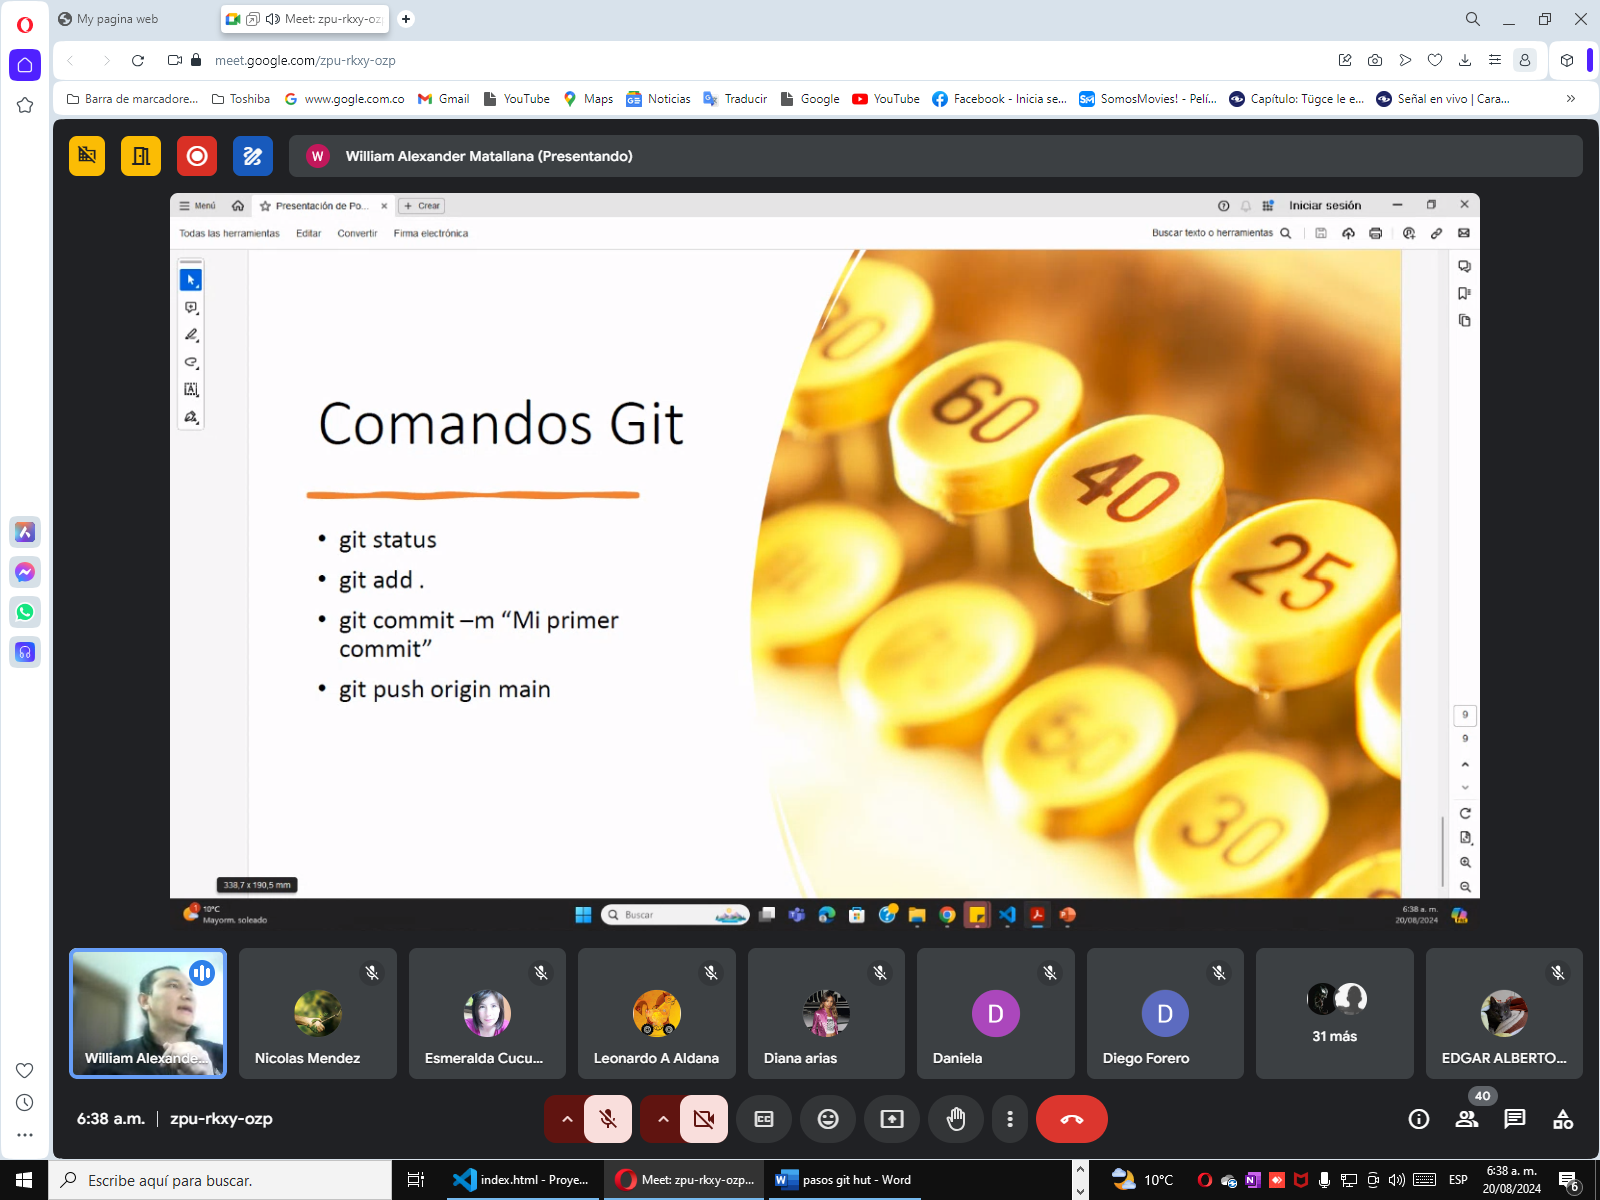 My pagina web
Meet: zpu-rkxy-oz
meet.google.com/zpu-rkxy-ozp
Barra de marcadore...
Toshiba
www.gogle.com.co
Gmail
YouTube
Maps
Noticias
Traducir
Google
YouTube
Facebook - Inicia se...
SomosMovies! - Pelí...
Capítulo: Tügce le e...
Señal en vivo | Cara...
W
William Alexander Matallana (Presentando)
Menú
Presentación de Po...
Crear
Iniciar sesión
Todas las herramientas
Editar
Convertir
Firma electrónica
Buscar texto o herramientas
60
40
25
30
Comandos Git
• git status
• git add .
• git commit –m “Mi primer
commit”
• git push origin main
9
9
338,7 x 190,5 mm
10°C
Mayorm. soleado
Buscar
6:38 a. m.
20/08/2024
William Alexande...
Nicolas Mendez
Esmeralda Cucu...
Leonardo A Aldana
Diana arias
D
Daniela
D
Diego Forero
31 más
EDGAR ALBERTO...
6:38 a.m.
zpu-rkxy-ozp
40
Escribe aquí para buscar.
index.html - Proye...
Meet: zpu-rkxy-ozp...
pasos git hut - Word
10°C
ESP
6:38 a. m.
20/08/2024
6